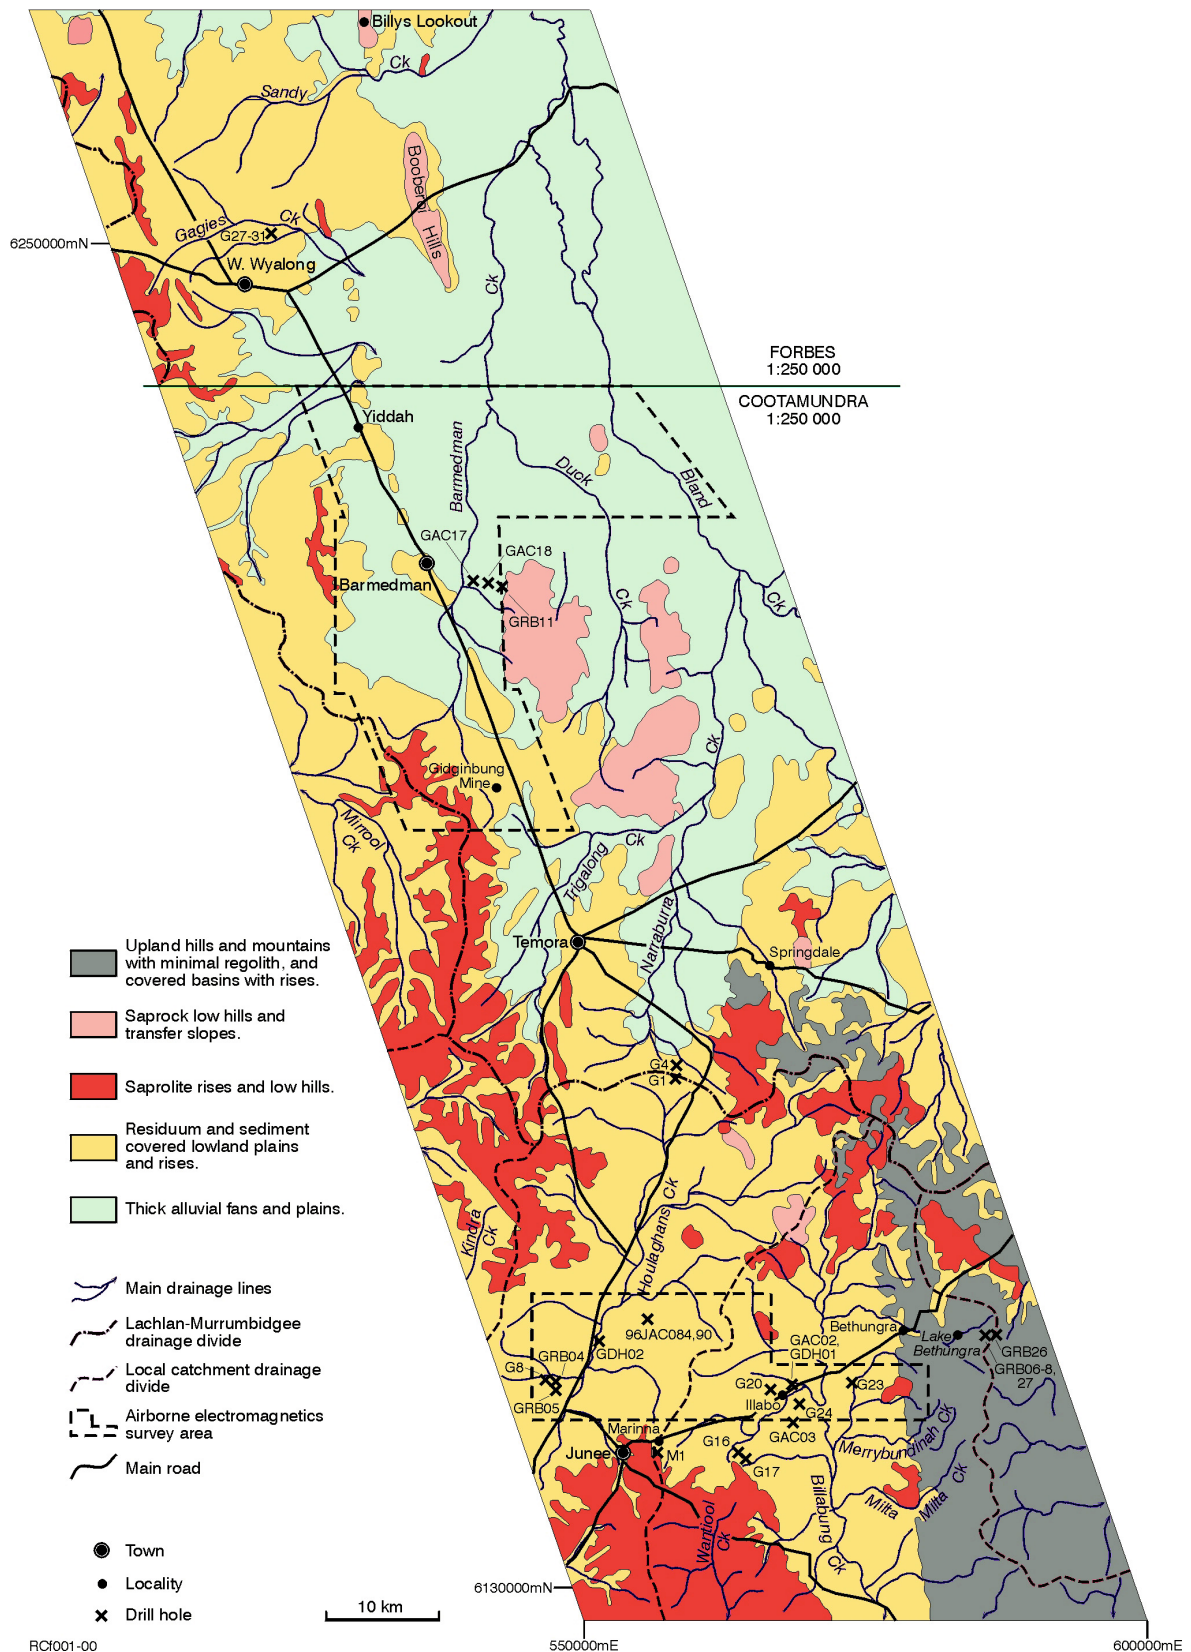 Billys Lookout
Ck
Sandy
Booberoi
Hills
Gagies
Ck
G27-31
6250000mN
W. Wyalong
Ck
FORBES
1:250 000
COOTAMUNDRA
1:250 000
Yiddah
Barmedman
Duck
Bland
GAC17
GAC18
Barmedman
GRB11
Ck
Ck
Ck
Gidginbung
Mine
Mirrool
Ck
Ck
Trigalong
Narraburra
Temora
Springdale
Upland hills and mountains
with minimal regolith, and
covered basins with rises.
Saprock low hills and
transfer slopes.
Saprolite rises and low hills.
Residuum and sediment
covered lowland plains
and rises.
Thick alluvial fans and plains.
G4
G1
Kindra
Ck
Houlaghans
Ck
Main drainage lines
Lachlan-Murrumbidgee
drainage divide
Local catchment drainage
divide
Airborne electromagnetics
survey area
Main road
Town
Locality
Drill hole
96JAC084,90
GDH02
GRB04
G8
GRB05
Bethungra
Lake
Bethungra
GRB26
GRB06-8,
27
GAC02,
GDH01
G20
Illabo
G23
G24
GAC03
Marinna
Junee
M1
G16
G17
Merrybundinah Ck
Milta
Milta
Ck
Billabung
Ck
Wantiool
Ck
6130000mN
10 km
550000mE
600000mE
RCf001-00